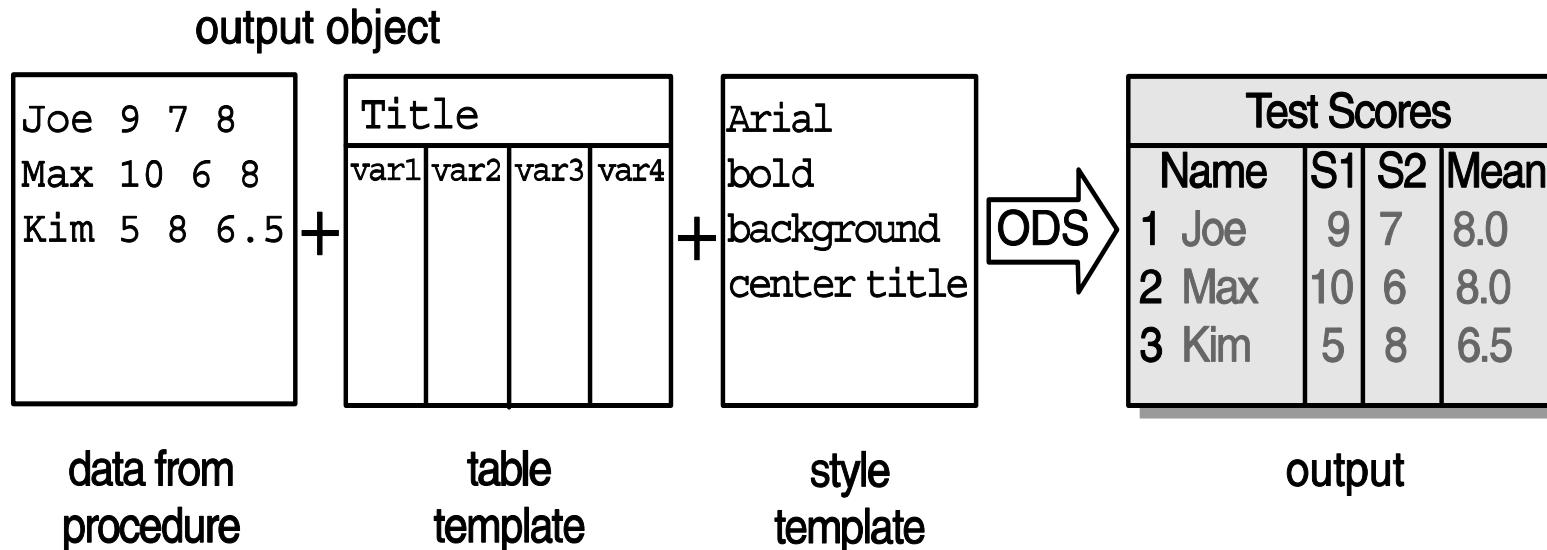 output object
Joe 9 7 8
Max 10 6 8
Kim 5 8 6.5
data from
procedure
+
Title
var1 var2 var3 var4
table
template
+
Arial
bold
background
center title
style
template
ODS
Test Scores
Name S1 S2 Mean
1 Joe 9 7 8.0
2 Max 10 6 8.0
3 Kim 5 8 6.5
output